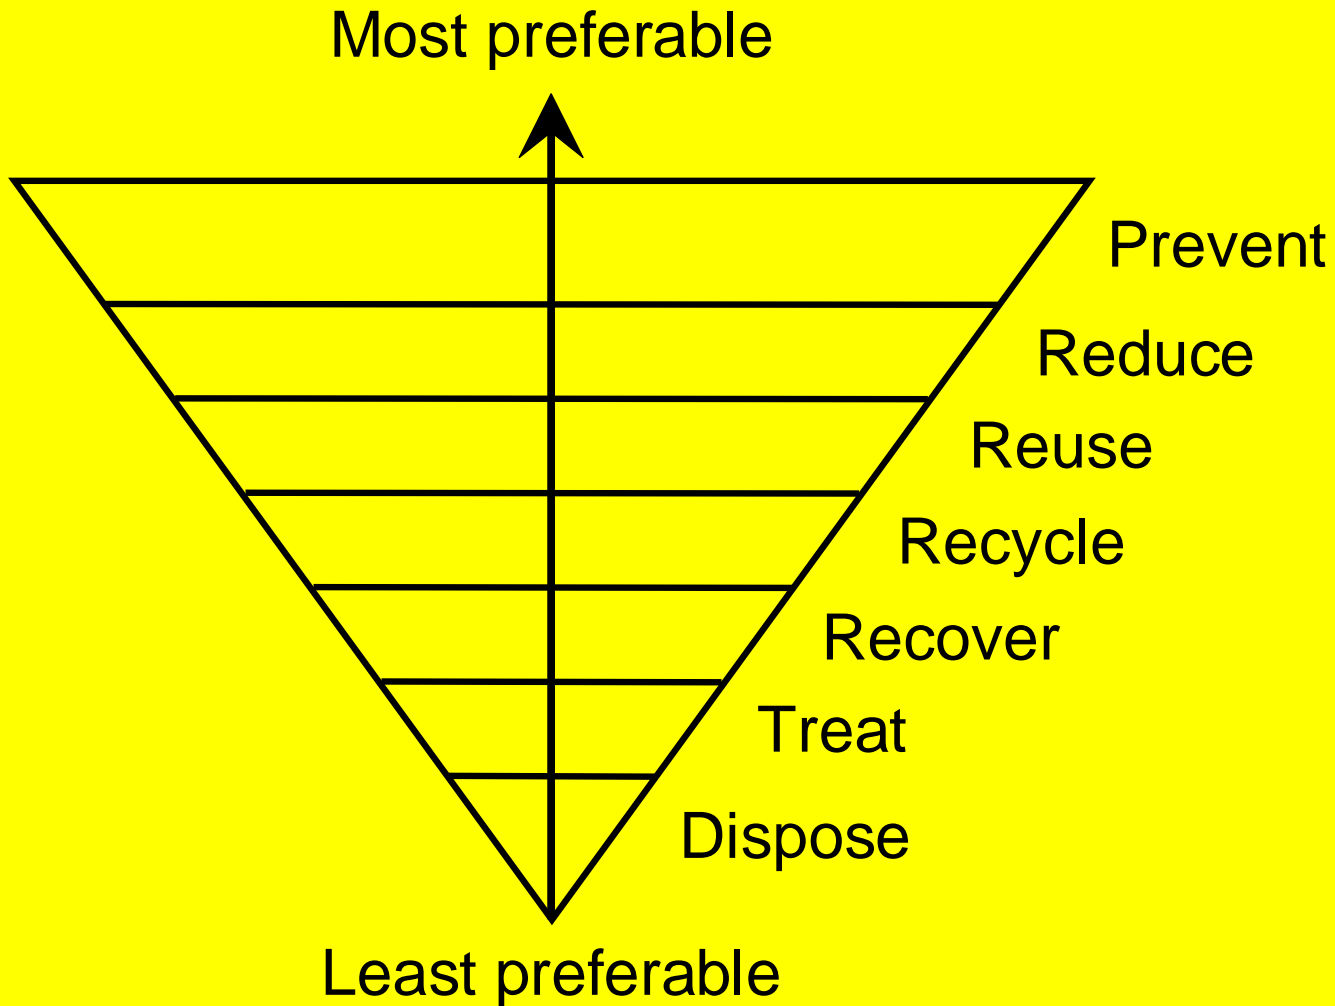 Most preferable
Prevent
Reduce
Reuse
Recycle
Recover
Treat
Dispose
Least preferable